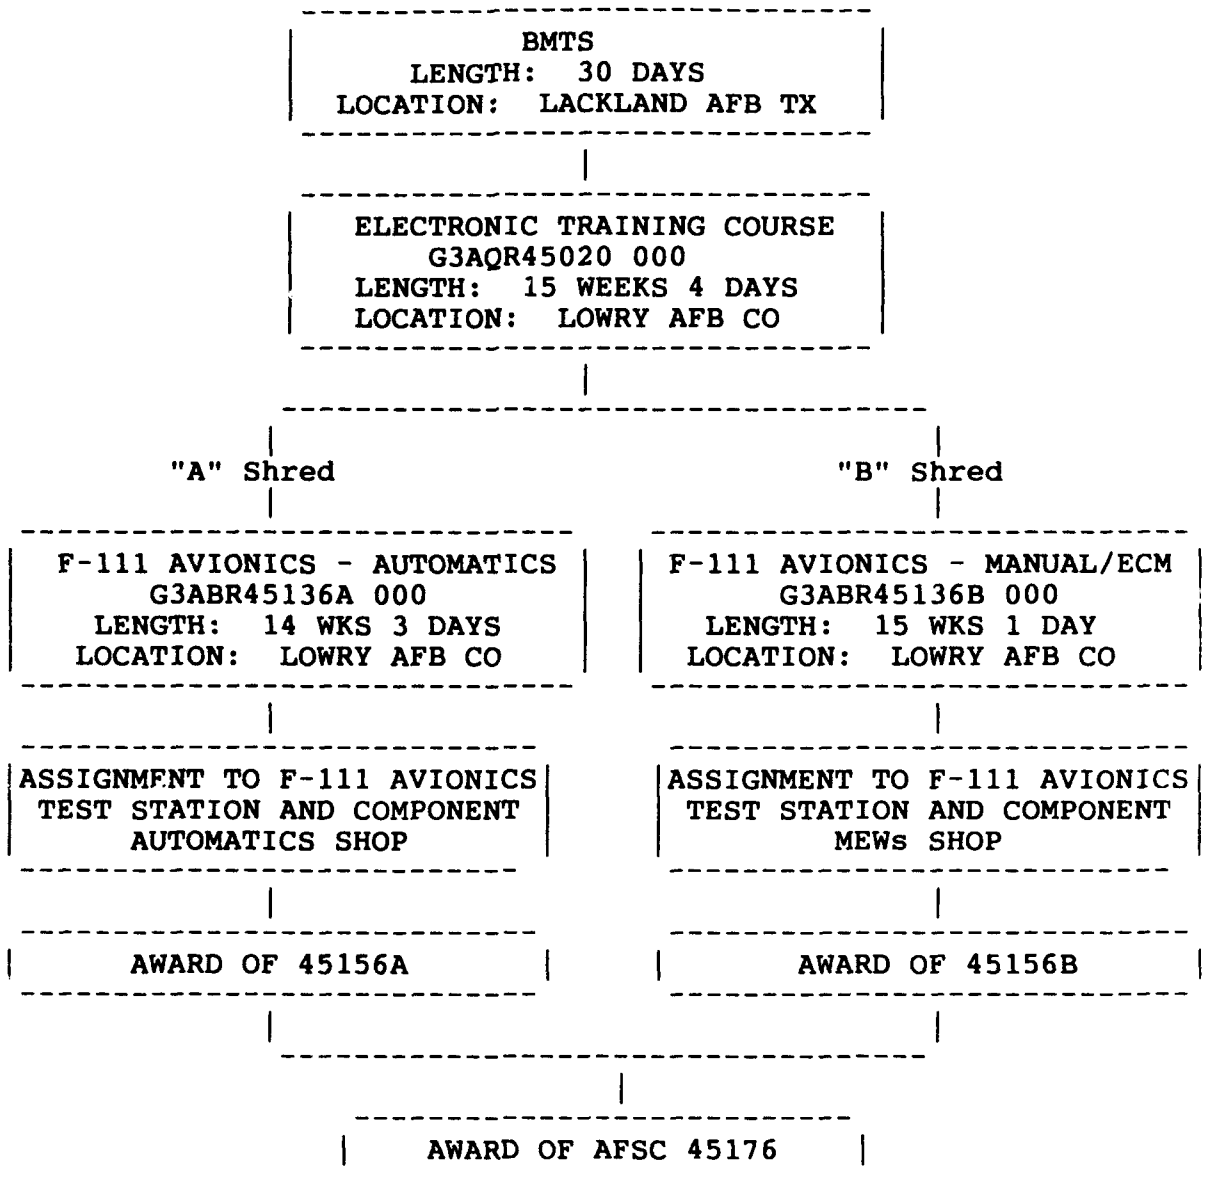 BMTS
LENGTH: 30 DAYS
LOCATION: LACKLAND AFB TX
ELECTRONIC TRAINING COURSE
G3AQR45020 000
LENGTH: 15 WEEKS 4 DAYS
LOCATION: LOWRY AFB CO
"A" Shred
"B" Shred
F-111 AVIONICS - AUTOMATICS
G3ABR45136A 000
LENGTH: 14 WKS 3 DAYS
LOCATION: LOWRY AFB CO
F-111 AVIONICS - MANUAL/ECM
G3ABR45136B 000
LENGTH: 15 WKS 1 DAY
LOCATION: LOWRY AFB CO
ASSIGNMENT TO F-111 AVIONICS
TEST STATION AND COMPONENT
AUTOMATICS SHOP
ASSIGNMENT TO F-111 AVIONICS
TEST STATION AND COMPONENT
MEWs SHOP
AWARD OF 45156A
AWARD OF 45156B
AWARD OF AFSC 45176